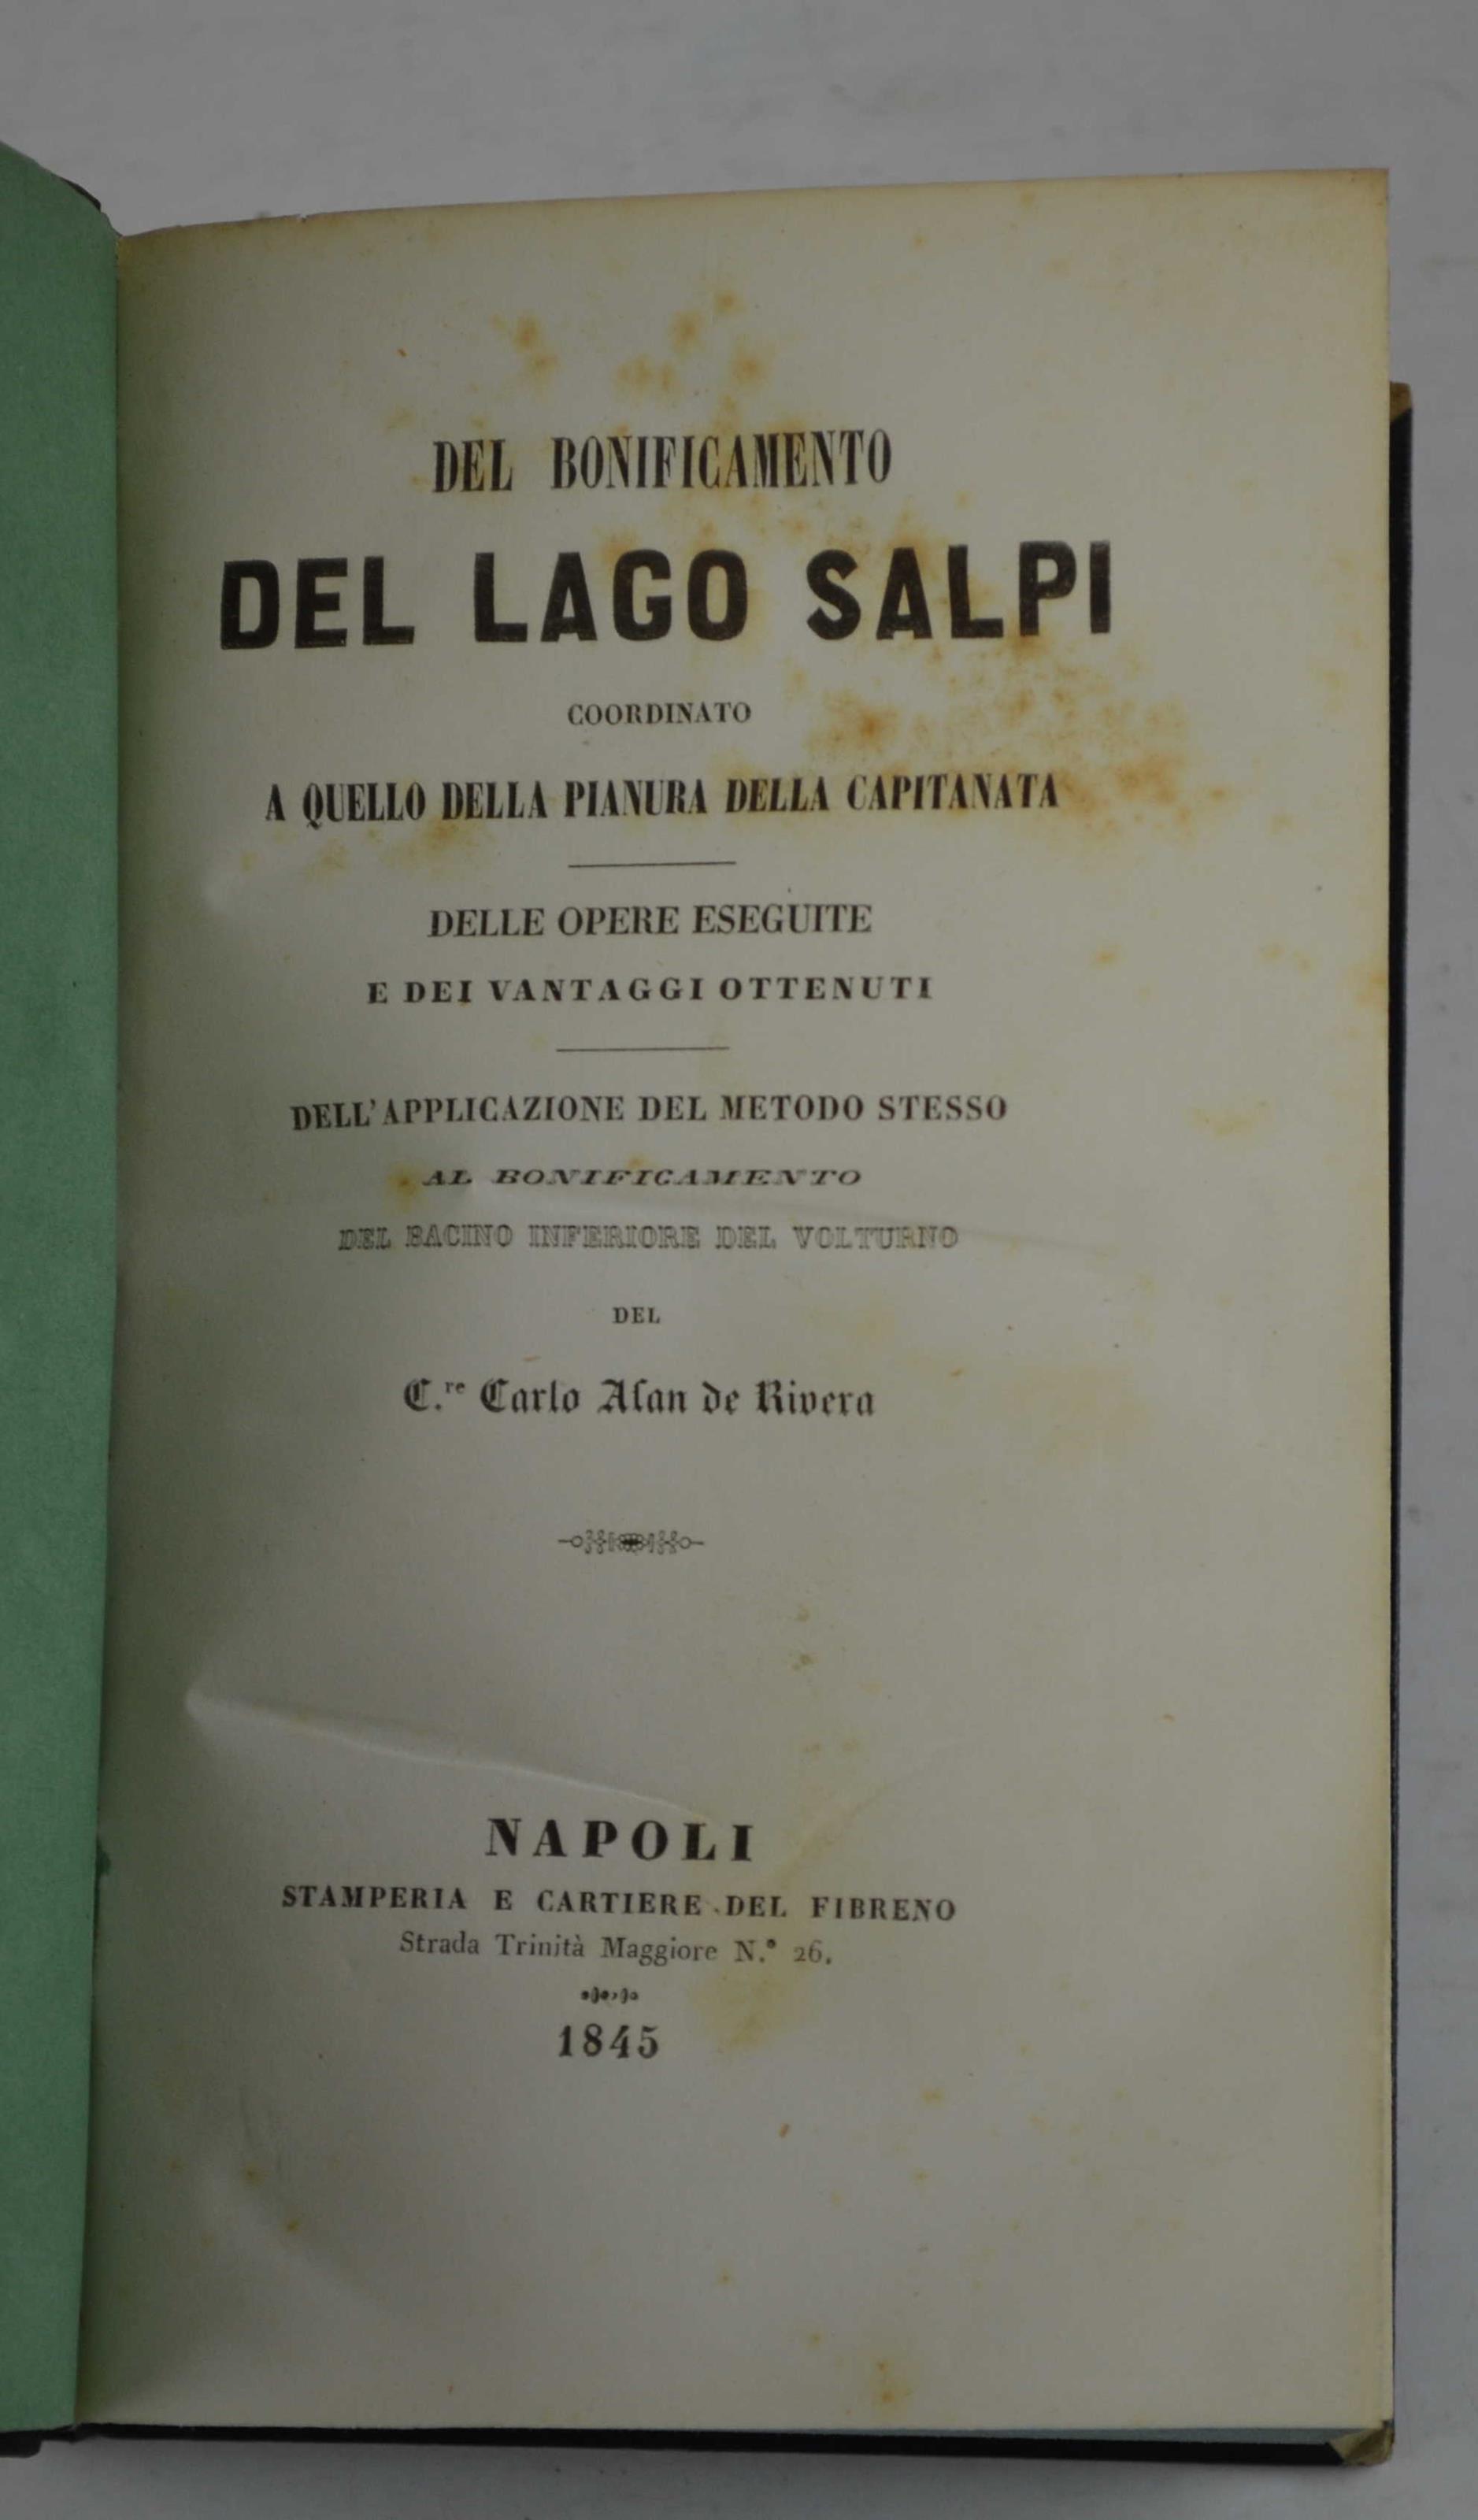 DEL BONIFICAMENTO
DEL LAGO SALPI
COORDINATO
A QUELLO DELLA PIANURA DELLA CAPITANATA
DELLE OPERE ESEGUITE
E DEI VANTAGGI OTTENUTI
DELL'APPLICAZIONE DEL METODO STESSO
AL BONIFICAMENTO
DEL BACINO INFERIORE DEL VOLTURNO
DEL
C.re Carlo Afan de Rivera
NAPOLI
STAMPERIA E CARTIERE DEL FIBRENO
Strada Trinità Maggiore N.º 26.
1845